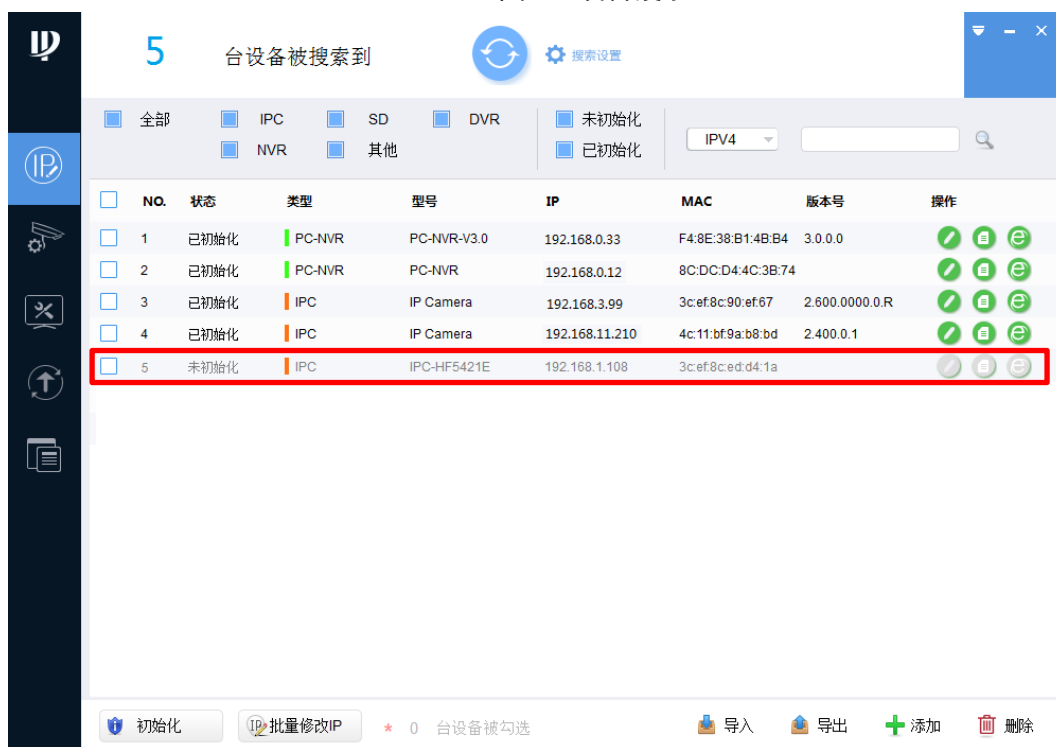 5 台设备被搜索到 搜索设置
全部 IPC SD DVR 未初始化
NVR 其他 已初始化
IPV4
NO. 状态 类型 型号 IP MAC 版本号 操作
1 已初始化 PC-NVR PC-NVR-V3.0 192.168.0.33 F4:8E:38:B1:4B:B4 3.0.0.0
2 已初始化 PC-NVR PC-NVR 192.168.0.12 8C:DC:D4:4C:3B:74
3 已初始化 IPC IP Camera 192.168.3.99 3c:ef:8c:90:ef:67 2.600.0000.0.R
4 已初始化 IPC IP Camera 192.168.11.210 4c:11:bf:9a:b8:bd 2.400.0.1
5 未初始化 IPC IPC-HF5421E 192.168.1.108 3c:ef:8c:ed:d4:1a
初始化 批量修改IP * 0 台设备被勾选 导入 导出 添加 删除